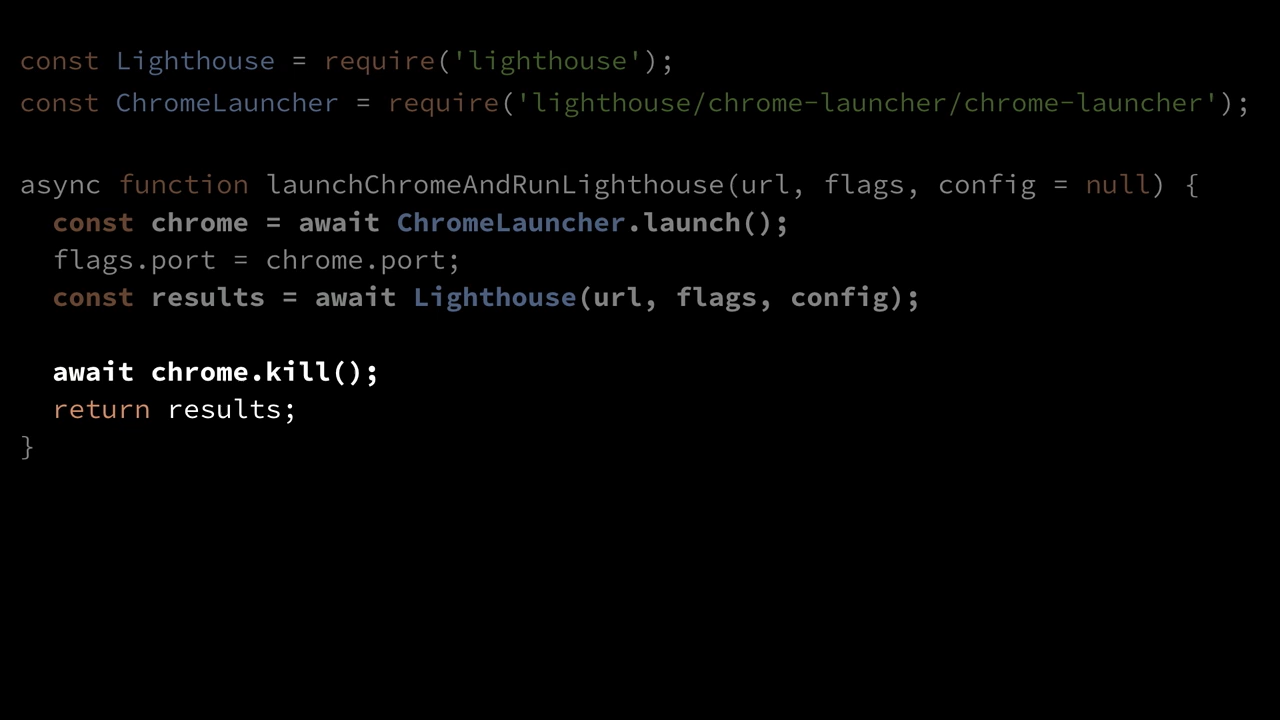 const Lighthouse = require('lighthouse');
const ChromeLauncher = require('lighthouse/chrome-launcher/chrome-launcher');
async function launchChromeAndRunLighthouse(url, flags, config = null) {
const chrome = await ChromeLauncher.launch();
flags.port = chrome.port;
const results = await Lighthouse(url, flags, config);
await chrome.kill();
return results;
}